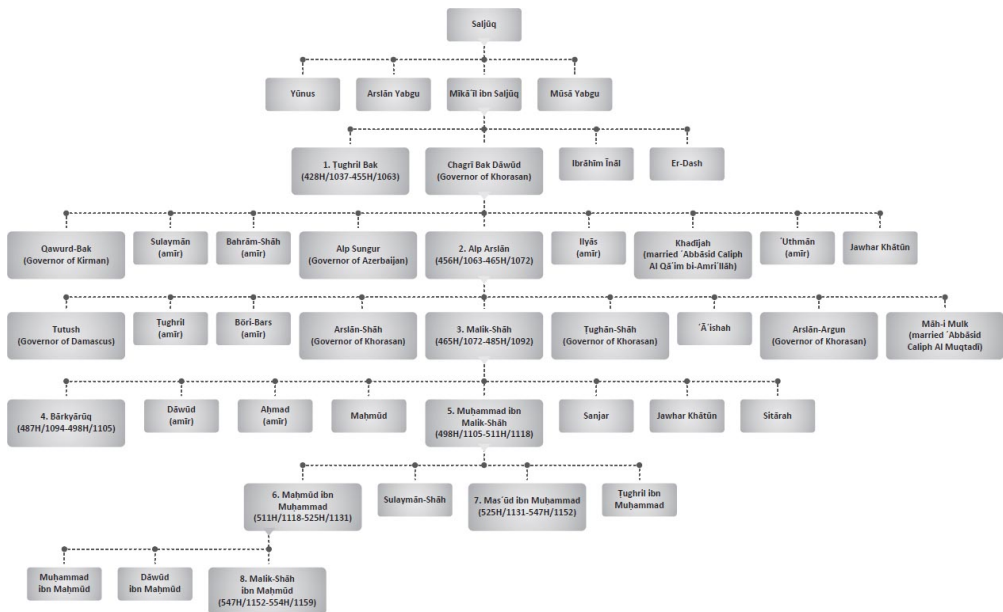 Saljūq
Yūnus
Arslān Yabgu
Mīkā´īl ibn Saljūq
Mūsā Yabgu
1. Ṭughrīl Bak
(428H/1037-455H/1063)
Chagrī Bak Dāwūd
(Governor of Khorasan)
Ibrāhīm Īnāl
Er-Dash
Qawurd-Bak
(Governor of Kirman)
Sulaymān
(amīr)
Bahrām-Shāh
(amīr)
Alp Sungur
(Governor of Azerbaijan)
2. Alp Arslān
(456H/1063-465H/1072)
Ilyās
(amīr)
Khadījah
(married ´Abbāsid Caliph
Al Qā´im bi-Amri´llāh)
´Uthmān
(amīr)
Jawhar Khātūn
Tutush
(Governor of Damascus)
Ṭughrīl
(amīr)
Böri-Bars
(amīr)
Arslān-Shāh
(Governor of Khorasan)
3. Malik-Shāh
(465H/1072-485H/1092)
Ṭughān-Shāh
(Governor of Khorasan)
´Ā´ishah
Arslān-Argun
(Governor of Khorasan)
Māh-i Mulk
(married ´Abbāsid
Caliph Al Muqtadī)
4. Bārkyārūq
(487H/1094-498H/1105)
Dāwūd
(amīr)
Aḥmad
(amīr)
Maḥmūd
5. Muḥammad ibn
Malik-Shāh
(498H/1105-511H/1118)
Sanjar
Jawhar Khātūn
Sitārah
6. Maḥmūd ibn
Muḥammad
(511H/1118-525H/1131)
Sulaymān-Shāh
7. Mas´ūd ibn Muḥammad
(525H/1131-547H/1152)
Ṭughrīl ibn
Muḥammad
Muḥammad
ibn Maḥmūd
Dāwūd
ibn Maḥmūd
8. Malik-Shāh
ibn Maḥmūd
(547H/1152-554H/1159)